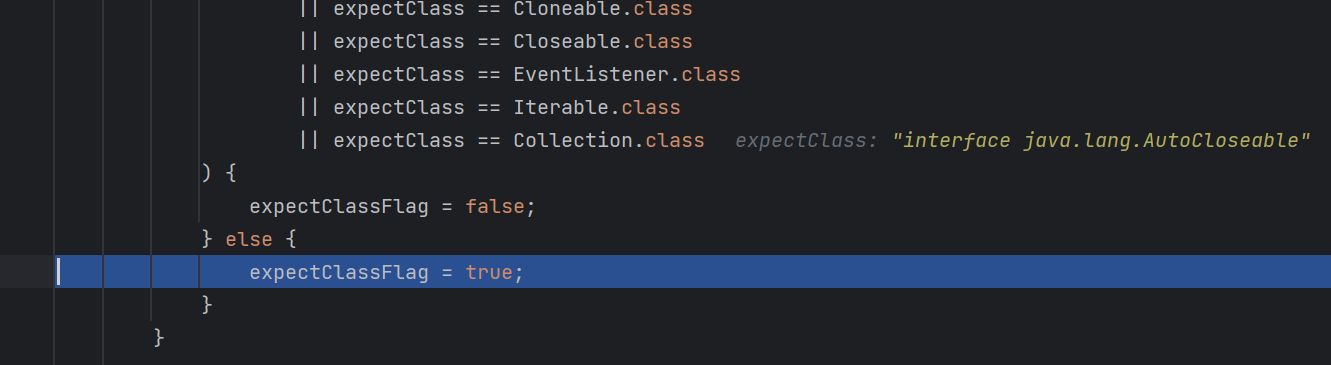 || expectClass == Cloneable.class
|| expectClass == Closeable.class
|| expectClass == EventListener.class
|| expectClass == Iterable.class
|| expectClass == Collection.class   expectClass: "interface java.lang.AutoCloseable"
) {
expectClassFlag = false;
} else {
expectClassFlag = true;
}
}